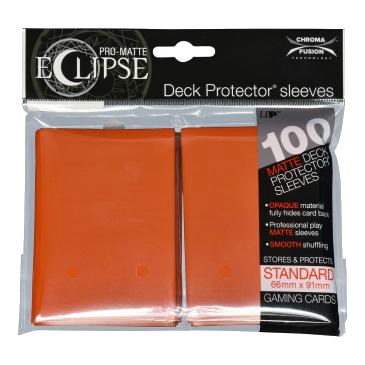 PRO-MATTE
ECLIPSE
CHROMA
FUSION
TECHNOLOGY
Deck Protector® sleeves
UP
100
MATTE DECK
PROTECTOR®
SLEEVES
• OPAQUE material
fully hides card back
• Professional play
MATTE sleeves
• SMOOTH shuffling
STORES & PROTECTS
STANDARD
66mm x 91mm
GAMING CARDS